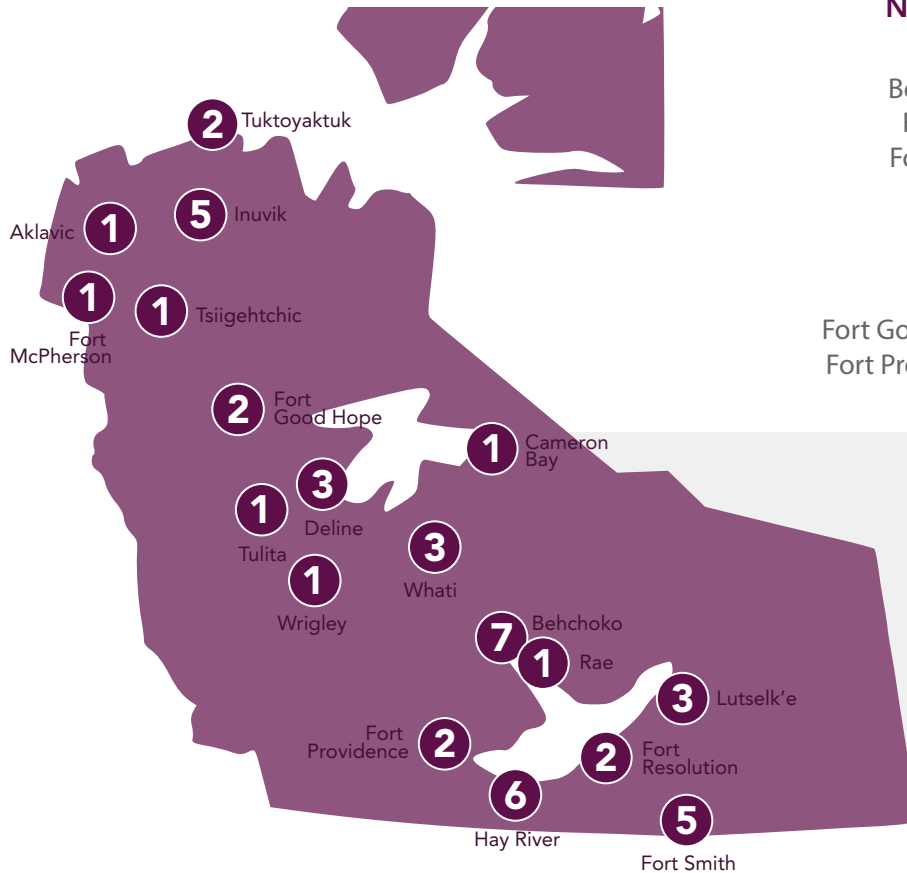 N
2
Tuktoyaktuk
5
Inuvik
Aklavic
1
1
Fort
McPherson
1
Tsiigehtchic
Fort Go
Fort Pre
2
Fort
Good Hope
1
Cameron
Bay
3
Deline
1
Tulita
3
Whati
1
Wrigley
7
Behchoko
1
Rae
3
Lutselk'e
Fort
Providence
2
2
Fort
Resolution
6
Hay River
5
Fort Smith